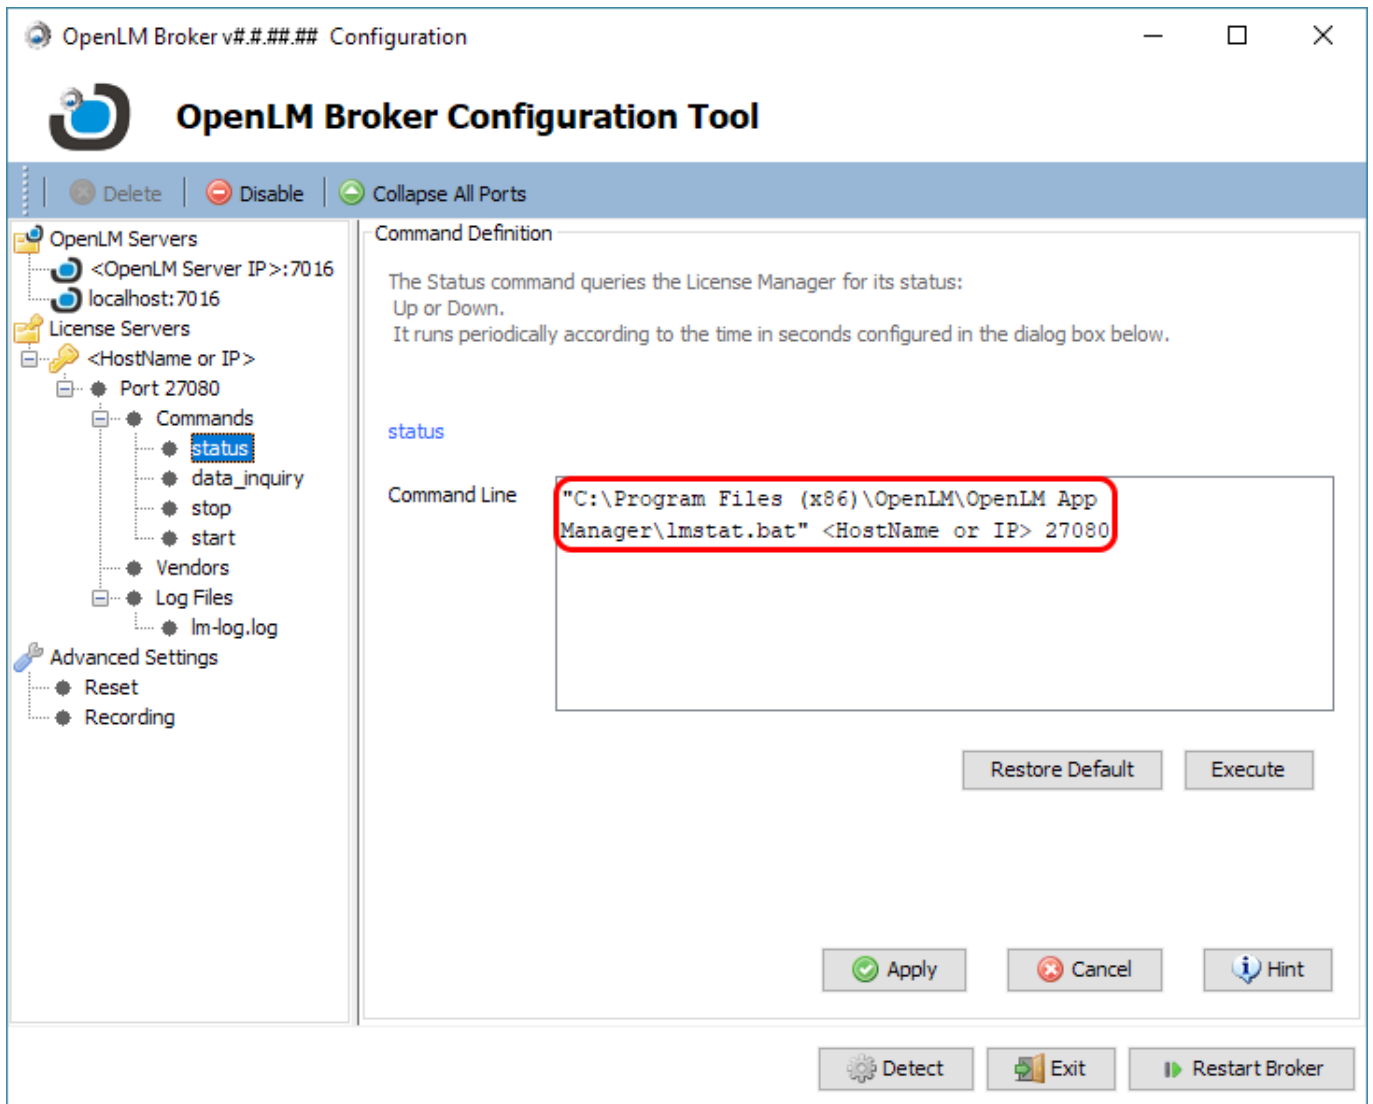 OpenLM Broker v#.#.##.## Configuration
OpenLM Broker Configuration Tool
Delete
Disable
Collapse All Ports
OpenLM Servers
<OpenLM Server IP>:7016
localhost:7016
License Servers
<HostName or IP>
Port 27080
Commands
status
data_inquiry
stop
start
Vendors
Log Files
lm-log.log
Advanced Settings
Reset
Recording
Command Definition
The Status command queries the License Manager for its status:
Up or Down.
It runs periodically according to the time in seconds configured in the dialog box below.
status
Command Line
"C:\Program Files (x86)\OpenLM\OpenLM App
Manager\lmstat.bat" <HostName or IP> 27080
Restore Default
Execute
Apply
Cancel
Hint
Detect
Exit
Restart Broker